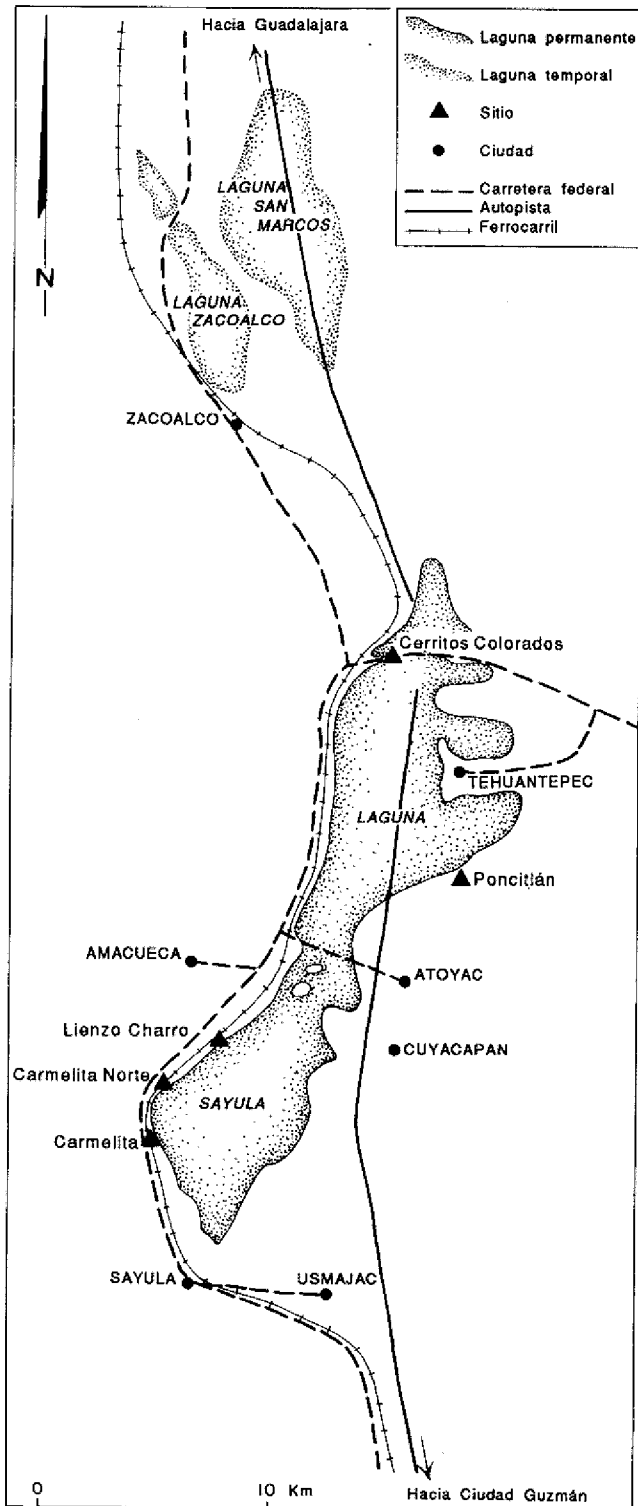 Hacia Guadalajara
Laguna permanente
Laguna temporal
Sitio
Ciudad
Carretera federal
Autopista
Ferrocarril
N
LAGUNA
SAN
MARCOS
LAGUNA
ZACOALCO
ZACOALCO
Cerritos Colorados
TEHUANTEPEC
LAGUNA
Poncitlán
AMACUECA
ATOYAC
Lienzo Charro
CUYACAPAN
Carmelita Norte
SAYULA
Carmelita
SAYULA
USMAJAC
0 10 Km
Hacia Ciudad Guzmán